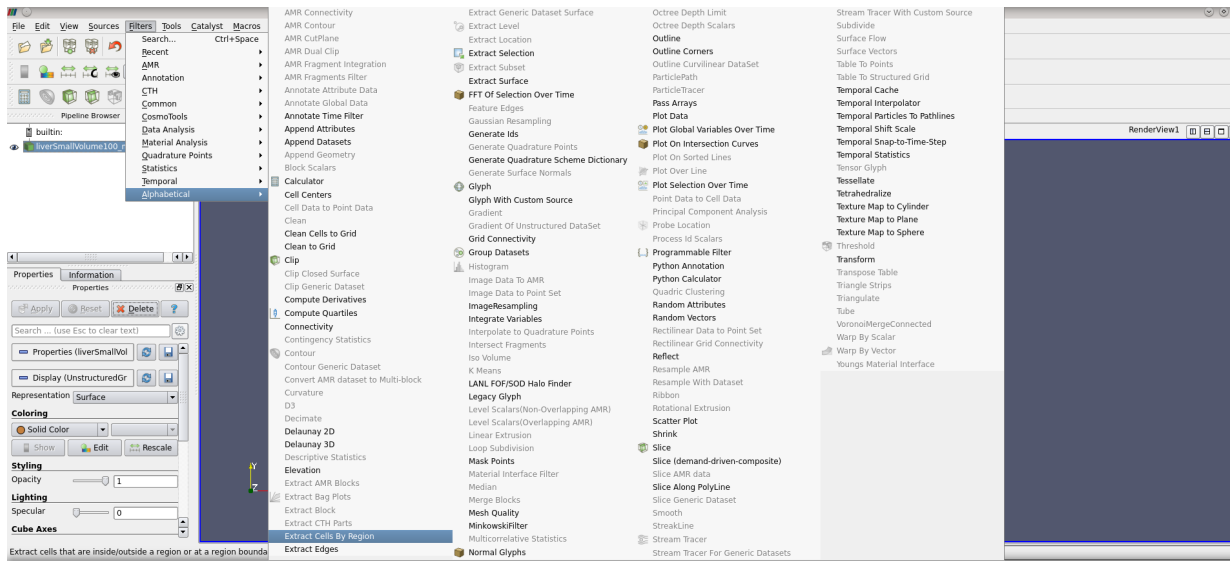 File Edit View Sources Filters Tools Catalyst Macros
Search... Ctrl+Space
Recent
AMR
Annotation
CTH
Common
CosmoTools
Data Analysis
Material Analysis
Quadrature Points
Statistics
Temporal
Alphabetical
Pipeline Browser
builtin:
liverSmallVolume100_r
Properties Information
Properties
Apply Reset Delete ?
Search ... (use Esc to clear text)
Properties (liverSmallVol
Display (UnstructuredGr
Representation Surface
Coloring
Solid Color
Show Edit Rescale
Styling
Opacity 1
Lighting
Specular 0
Cube Axes
Extract cells that are inside/outside a region or at a region bounda
Y
Z
AMR Connectivity
AMR Contour
AMR CutPlane
AMR Dual Clip
AMR Fragment Integration
AMR Fragments Filter
Annotate Attribute Data
Annotate Global Data
Annotate Time Filter
Append Attributes
Append Datasets
Append Geometry
Block Scalars
Calculator
Cell Centers
Cell Data to Point Data
Clean
Clean Cells to Grid
Clean to Grid
Clip
Clip Closed Surface
Clip Generic Dataset
Compute Derivatives
Compute Quartiles
Connectivity
Contingency Statistics
Contour
Contour Generic Dataset
Convert AMR dataset to Multi-block
Curvature
D3
Decimate
Delaunay 2D
Delaunay 3D
Descriptive Statistics
Elevation
Extract AMR Blocks
Extract Bag Plots
Extract Block
Extract CTH Parts
Extract Cells By Region
Extract Edges
Extract Generic Dataset Surface
Extract Level
Extract Location
Extract Selection
Extract Subset
Extract Surface
FFT Of Selection Over Time
Feature Edges
Gaussian Resampling
Generate Ids
Generate Quadrature Points
Generate Quadrature Scheme Dictionary
Generate Surface Normals
Glyph
Glyph With Custom Source
Gradient
Gradient Of Unstructured DataSet
Grid Connectivity
Group Datasets
Histogram
Image Data To AMR
Image Data to Point Set
ImageResampling
Integrate Variables
Interpolate to Quadrature Points
Intersect Fragments
Iso Volume
K Means
LANL FOF/SOD Halo Finder
Legacy Glyph
Level Scalars(Non-Overlapping AMR)
Level Scalars(Overlapping AMR)
Linear Extrusion
Loop Subdivision
Mask Points
Material Interface Filter
Median
Merge Blocks
Mesh Quality
MinkowskiFilter
Multicorrelative Statistics
Normal Glyphs
Octree Depth Limit
Octree Depth Scalars
Outline
Outline Corners
Outline Curvilinear DataSet
ParticlePath
ParticleTracer
Pass Arrays
Plot Data
Plot Global Variables Over Time
Plot On Intersection Curves
Plot On Sorted Lines
Plot Over Line
Plot Selection Over Time
Point Data to Cell Data
Principal Component Analysis
Probe Location
Process Id Scalars
Programmable Filter
Python Annotation
Python Calculator
Quadric Clustering
Random Attributes
Random Vectors
Rectilinear Data to Point Set
Rectilinear Grid Connectivity
Reflect
Resample AMR
Resample With Dataset
Ribbon
Rotational Extrusion
Scatter Plot
Shrink
Slice
Slice (demand-driven-composite)
Slice AMR data
Slice Along PolyLine
Slice Generic Dataset
Smooth
StreakLine
Stream Tracer
Stream Tracer For Generic Datasets
Stream Tracer With Custom Source
Subdivide
Surface Flow
Surface Vectors
Table To Points
Table To Structured Grid
Temporal Cache
Temporal Interpolator
Temporal Particles To Pathlines
Temporal Shift Scale
Temporal Snap-to-Time-Step
Temporal Statistics
Tensor Glyph
Tessellate
Tetrahedralize
Texture Map to Cylinder
Texture Map to Plane
Texture Map to Sphere
Threshold
Transform
Transpose Table
Triangle Strips
Triangulate
Tube
VoronoiMergeConnected
Warp By Scalar
Warp By Vector
Youngs Material Interface
RenderView1